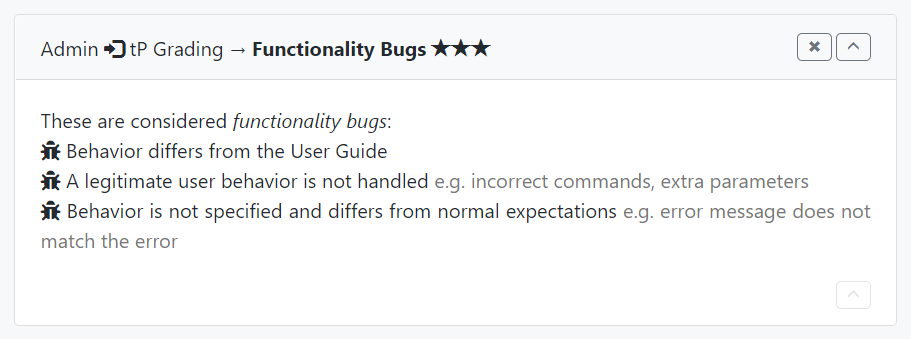 Admin tP Grading → Functionality Bugs ★★★
These are considered functionality bugs:
Behavior differs from the User Guide
A legitimate user behavior is not handled e.g. incorrect commands, extra parameters
Behavior is not specified and differs from normal expectations e.g. error message does not
match the error